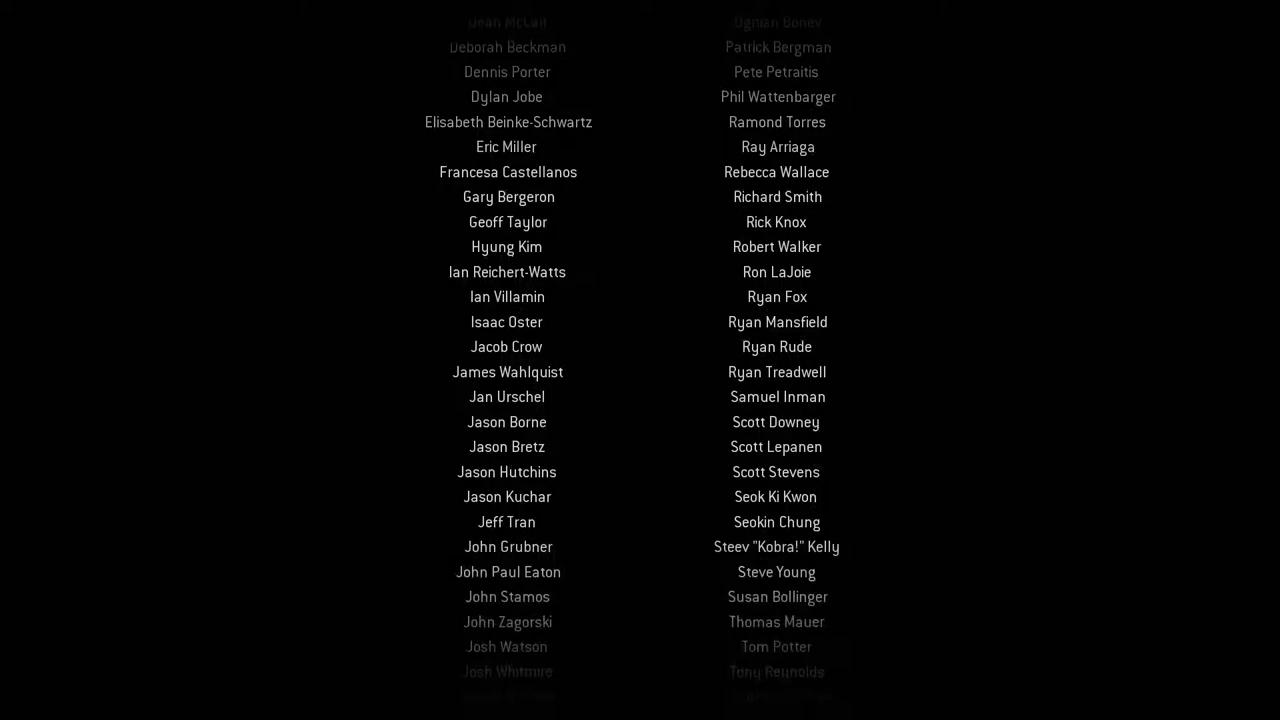 Dean McCall
Deborah Beckman
Dennis Porter
Dylan Jobe
Elisabeth Beinke-Schwartz
Eric Miller
Francesa Castellanos
Gary Bergeron
Geoff Taylor
Hyung Kim
Ian Reichert-Watts
Ian Villamin
Isaac Oster
Jacob Crow
James Wahlquist
Jan Urschel
Jason Borne
Jason Bretz
Jason Hutchins
Jason Kuchar
Jeff Tran
John Grubner
John Paul Eaton
John Stamos
John Zagorski
Josh Watson
Josh Whitmire
Ognian Bonev
Patrick Bergman
Pete Petraitis
Phil Wattenbarger
Ramond Torres
Ray Arriaga
Rebecca Wallace
Richard Smith
Rick Knox
Robert Walker
Ron LaJoie
Ryan Fox
Ryan Mansfield
Ryan Rude
Ryan Treadwell
Samuel Inman
Scott Downey
Scott Lepanen
Scott Stevens
Seok Ki Kwon
Seokin Chung
Steev "Kobra!" Kelly
Steve Young
Susan Bollinger
Thomas Mauer
Tom Potter
Tony Reynolds